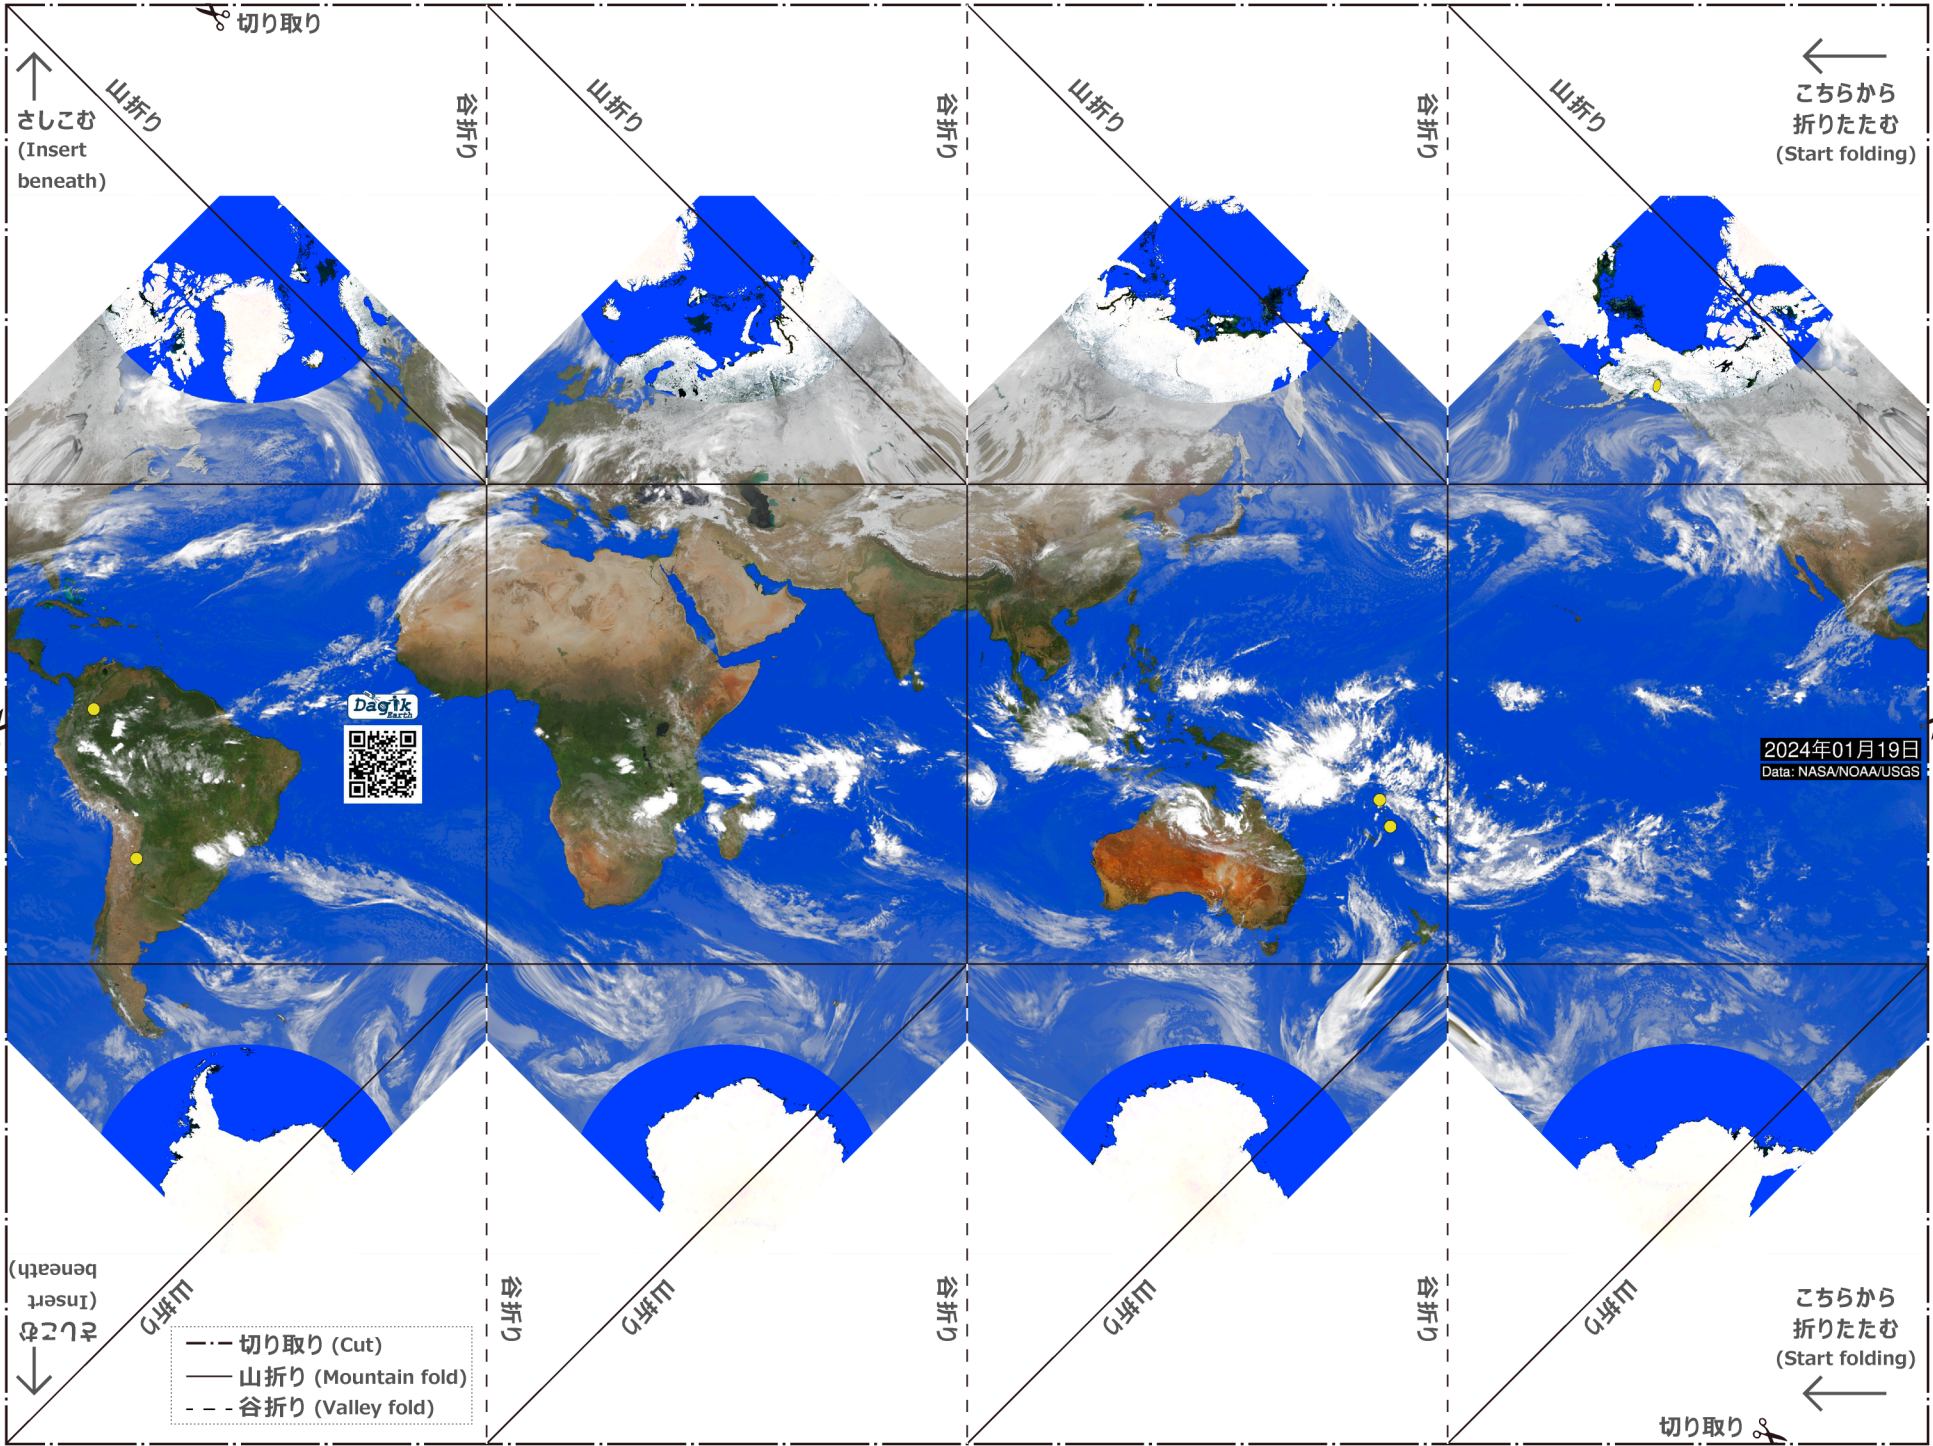 切り取り
山折り
谷折り
山折り
谷折り
山折り
谷折り
山折り
さしこむ
(Insert
beneath)
こちらから
折りたたむ
(Start folding)
Dagik
Earth
2024年01月19日
Data: NASA/NOAA/USGS
さしこむ
(Insert
beneath)
山折り
谷折り
山折り
谷折り
山折り
谷折り
山折り
こちらから
折りたたむ
(Start folding)
切り取り (Cut)
山折り (Mountain fold)
谷折り (Valley fold)
切り取り